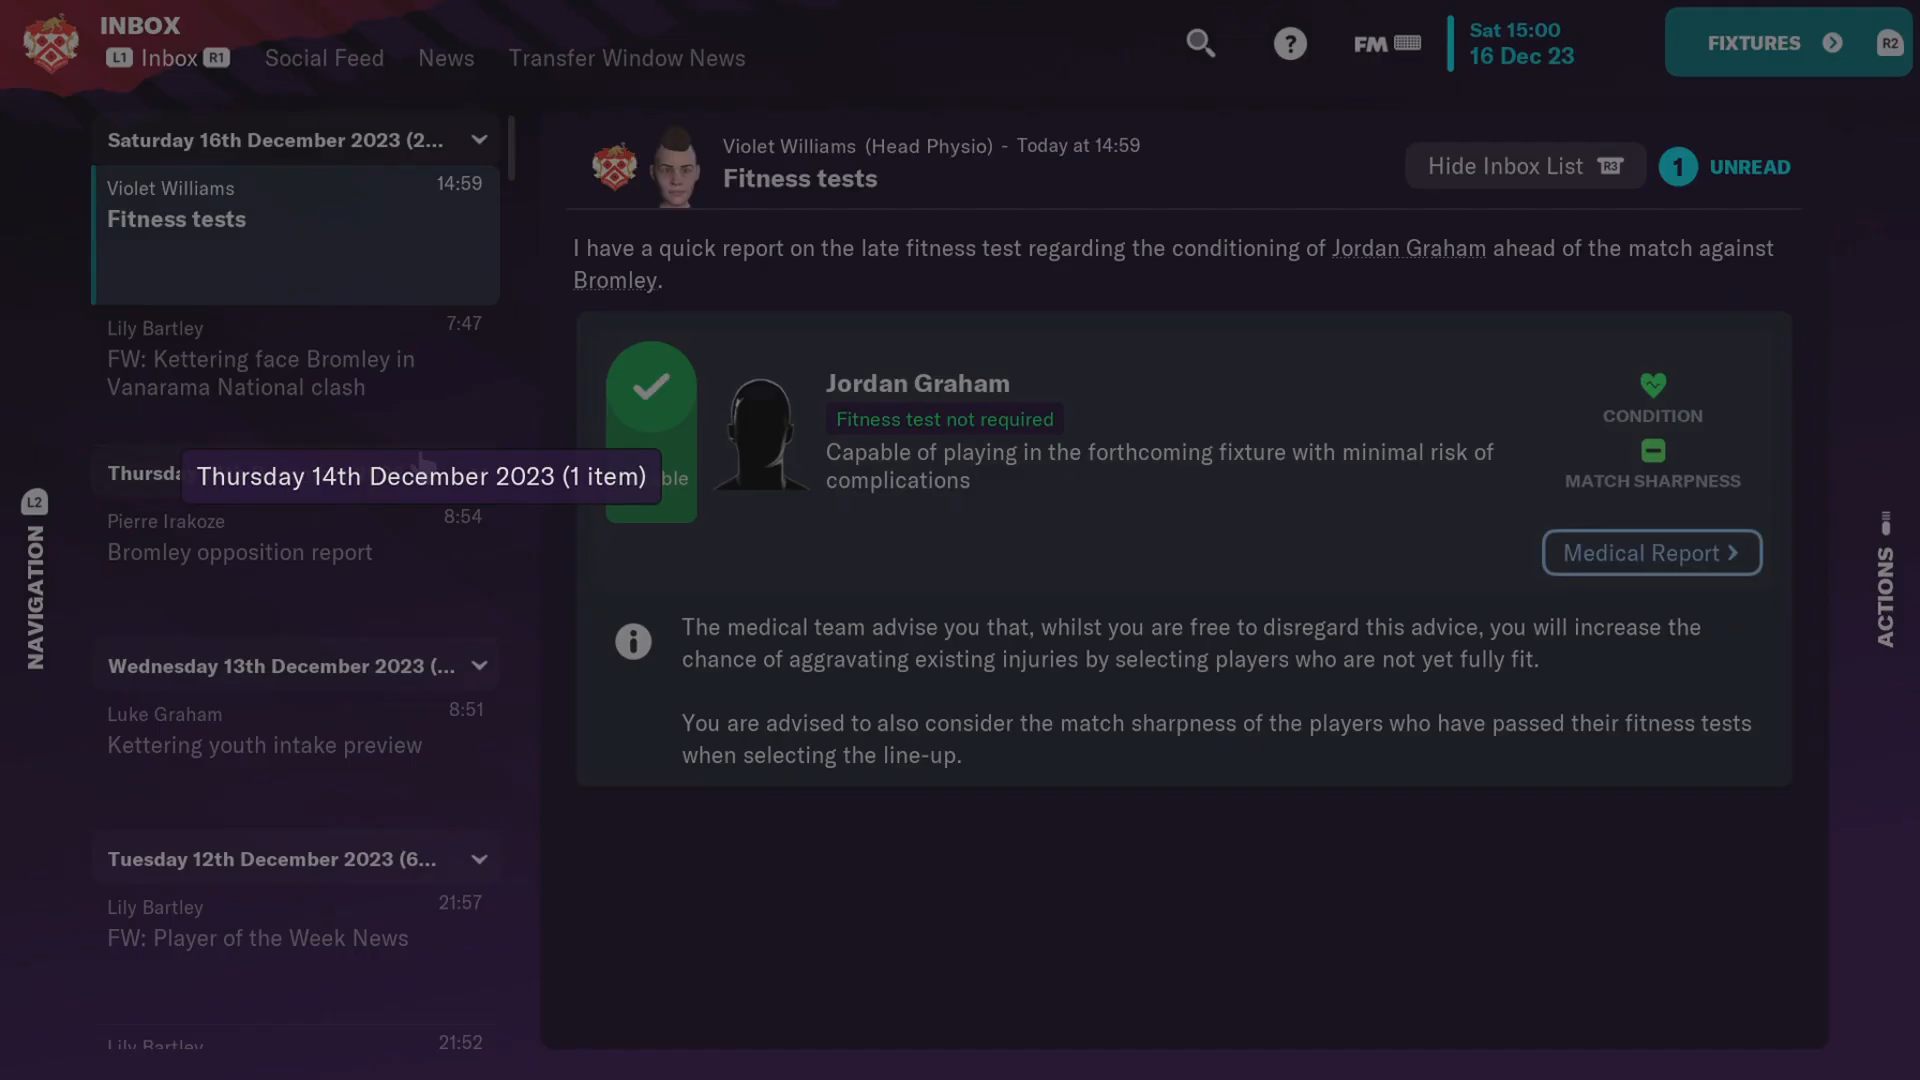 INBOX
L1 Inbox R1 Social Feed News Transfer Window News
FM
Sat 15:00
16 Dec 23
FIXTURES
R2
Saturday 16th December 2023 (2...
Violet Williams 14:59
Fitness tests
Lily Bartley 7:47
FW: Kettering face Bromley in
Vanarama National clash
Thursda
Thursday 14th December 2023 (1 item)
Pierre Irakoze 8:54
Bromley opposition report
Wednesday 13th December 2023 (...
Luke Graham 8:51
Kettering youth intake preview
Tuesday 12th December 2023 (6...
Lily Bartley 21:57
FW: Player of the Week News
Lily Bartley 21:52
L2
NAVIGATION
Violet Williams (Head Physio) - Today at 14:59
Fitness tests
Hide Inbox List R3
1 UNREAD
I have a quick report on the late fitness test regarding the conditioning of Jordan Graham ahead of the match against
Bromley.
ble
Jordan Graham
Fitness test not required
Capable of playing in the forthcoming fixture with minimal risk of
complications
CONDITION
MATCH SHARPNESS
Medical Report
The medical team advise you that, whilst you are free to disregard this advice, you will increase the
chance of aggravating existing injuries by selecting players who are not yet fully fit.
You are advised to also consider the match sharpness of the players who have passed their fitness tests
when selecting the line-up.
ACTIONS